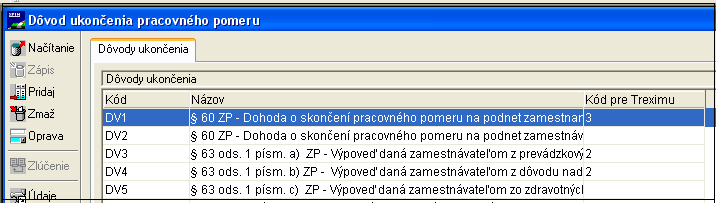 Dôvod ukončenia pracovného pomeru
Načítanie
Zápis
Pridaj
Zmaž
Oprava
Zlúčenie
Údaje
Dôvody ukončenia
Dôvody ukončenia
Kód Názov Kód pre Treximu
DV1 § 60 ZP - Dohoda o skončení pracovného pomeru na podnet zamestnar 3
DV2 § 60 ZP - Dohoda o skončení pracovného pomeru na podnet zamestnáv
DV3 § 63 ods. 1 písm. a) ZP - Výpoveď daná zamestnávateľom z prevádzkový 2
DV4 § 63 ods. 1 písm. b) ZP - Výpoveď daná zamestnávateľom z dôvodu nad 2
DV5 § 63 ods. 1 písm. c) ZP - Výpoveď daná zamestnávateľom zo zdravotnýcl